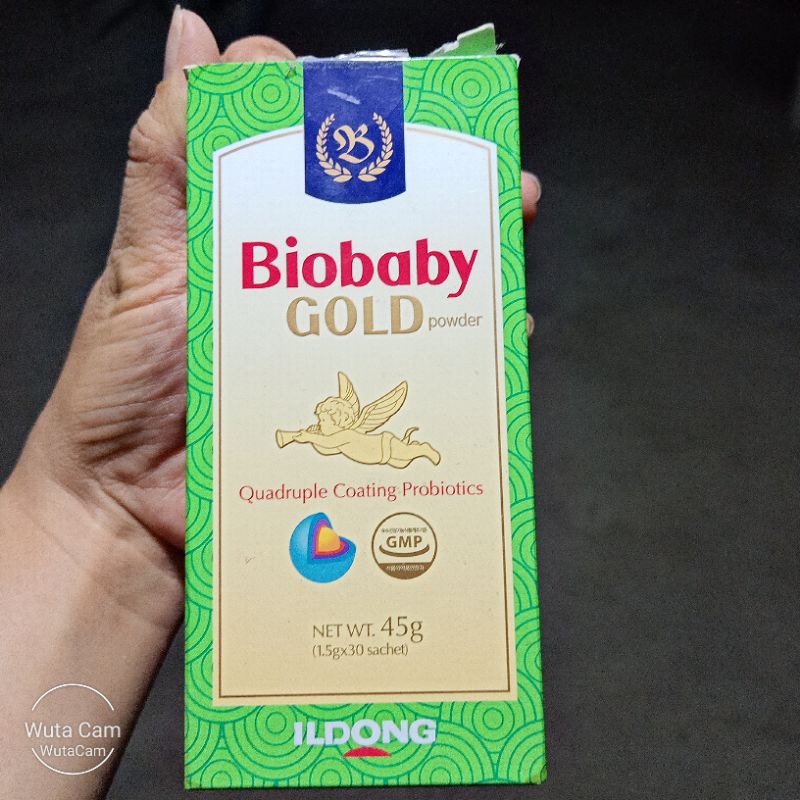 B
Biobaby
GOLD powder
Quadruple Coating Probiotics
GMP
NET WT. 45g
(1.5gx30 sachet)
ILDONG
Wuta Cam
WutaCam